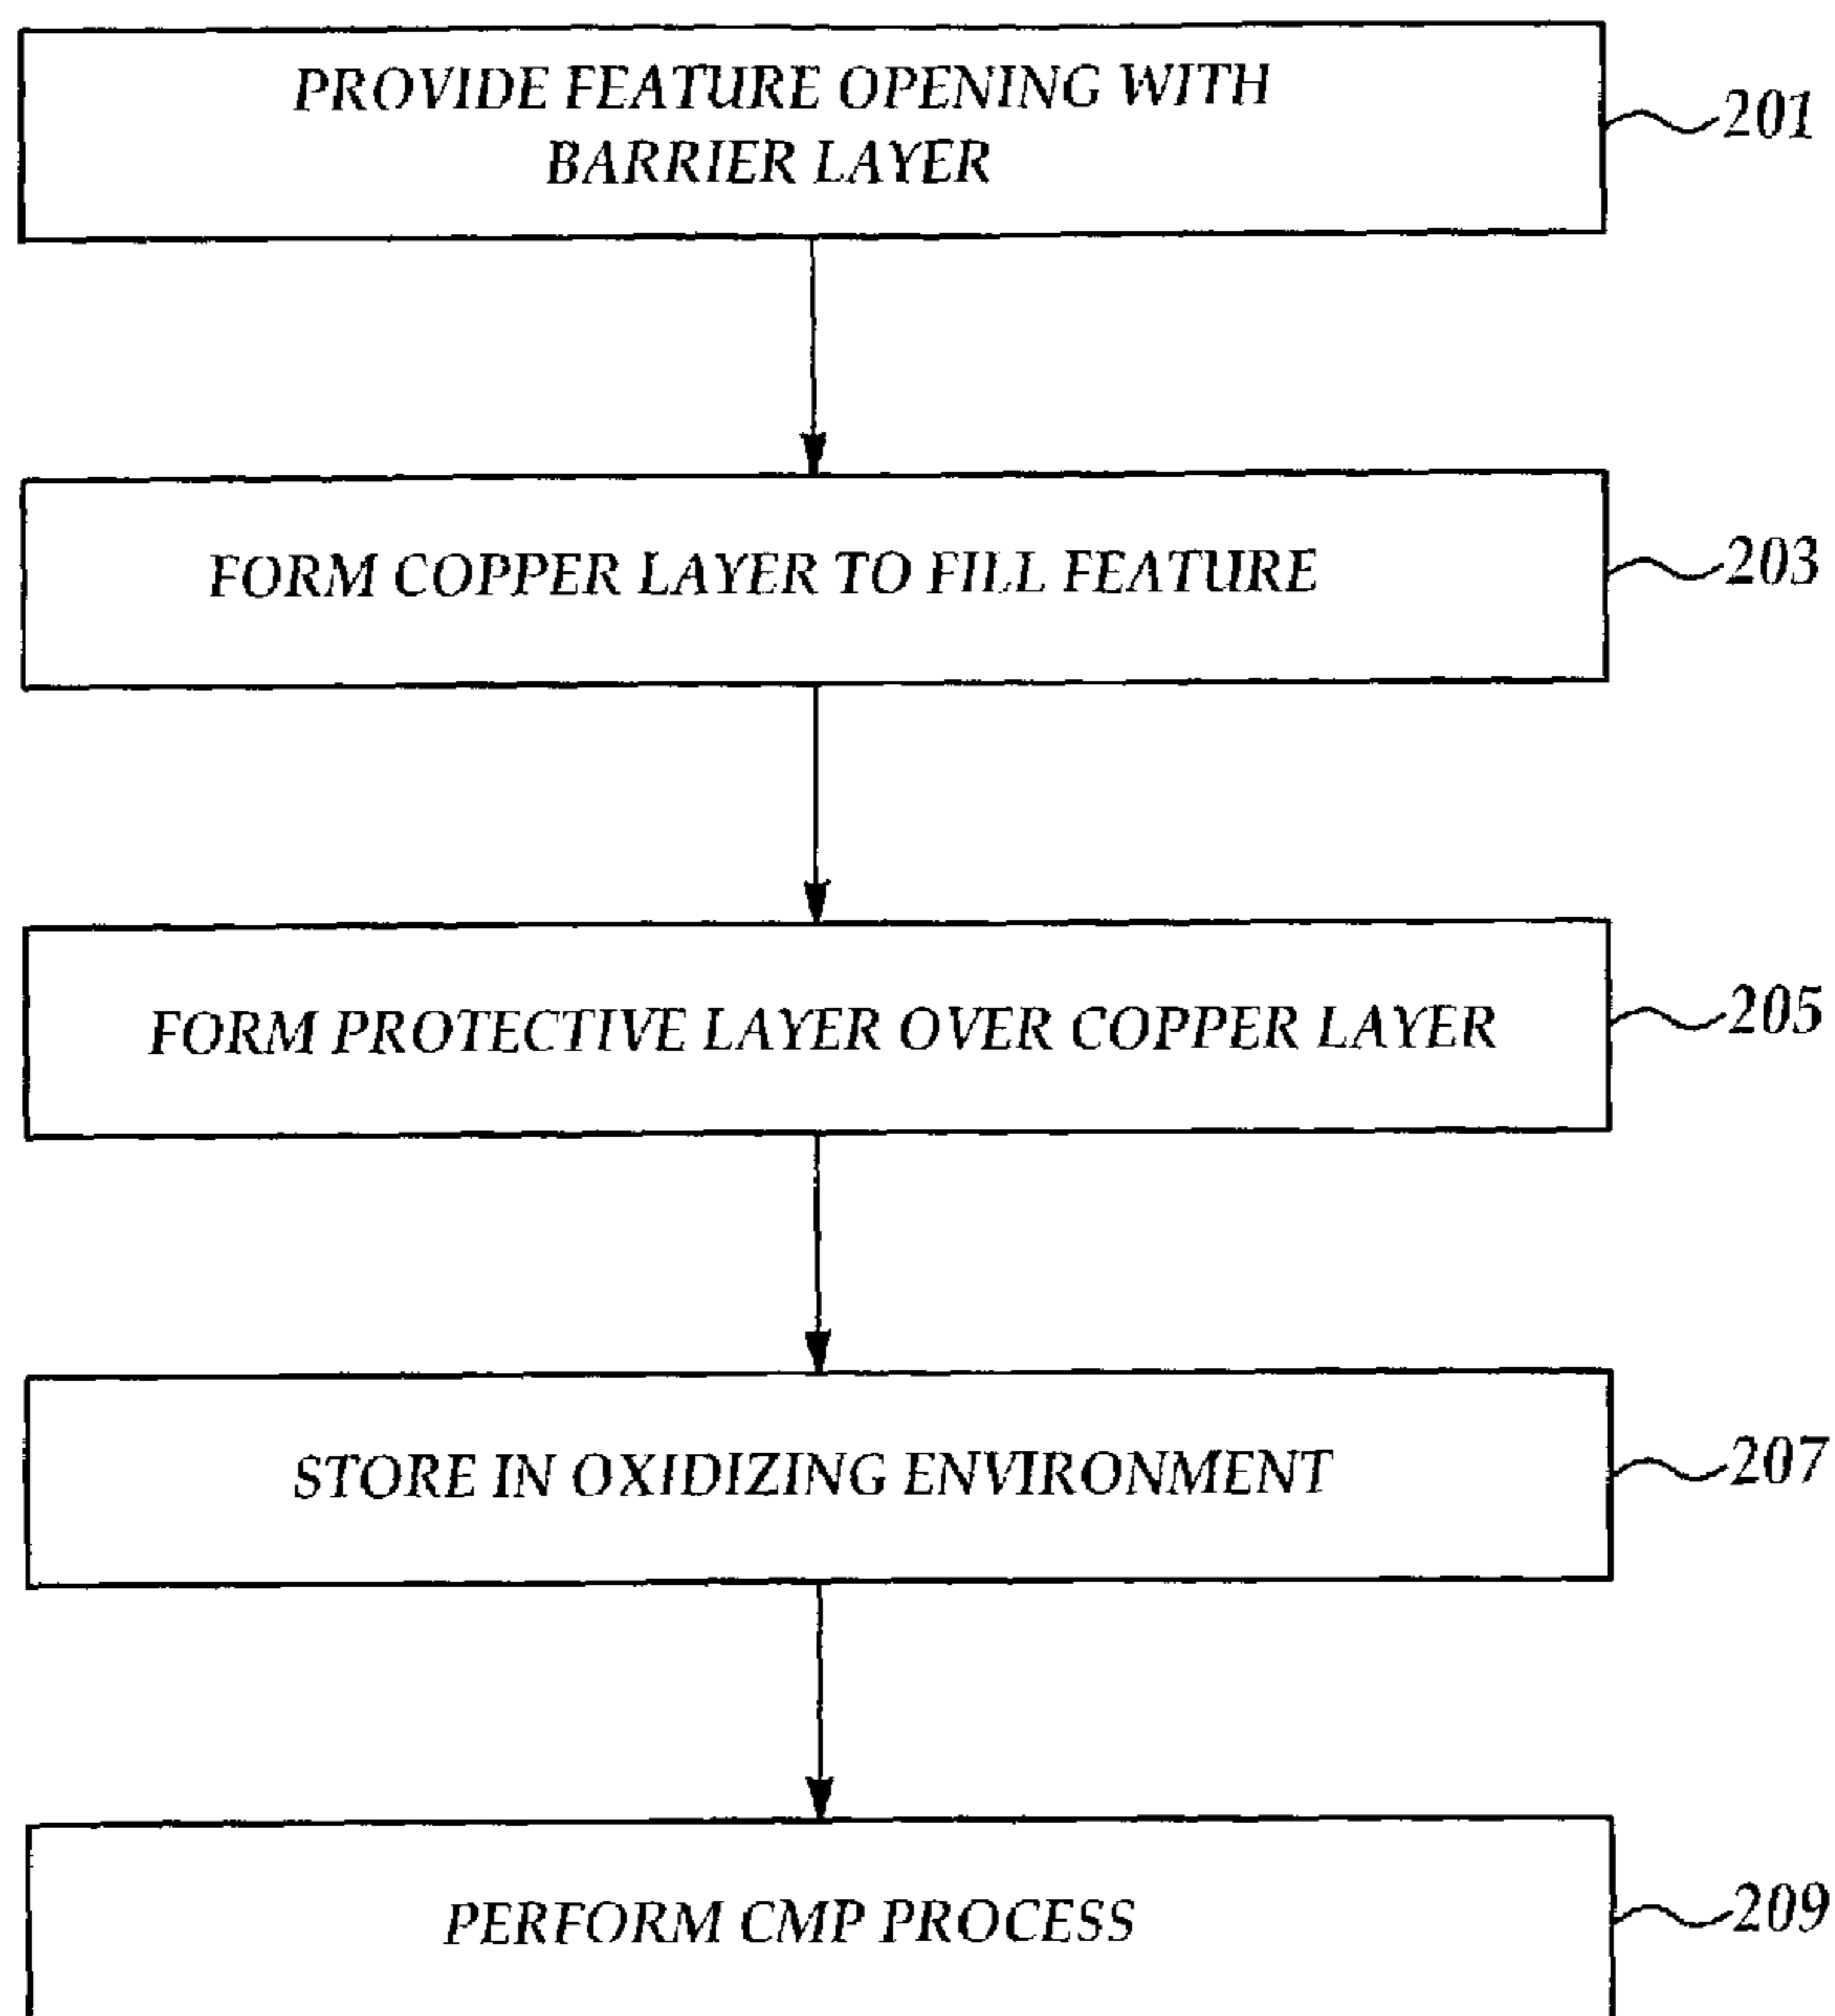 PROVIDE FEATURE OPENING WITH
BARRIER LAYER
201
FORM COPPER LAYER TO FILL FEATURE
203
FORM PROTECTIVE LAYER OVER COPPER LAYER
205
STORE IN OXIDIZING ENVIRONMENT
207
PERFORM CMP PROCESS
209